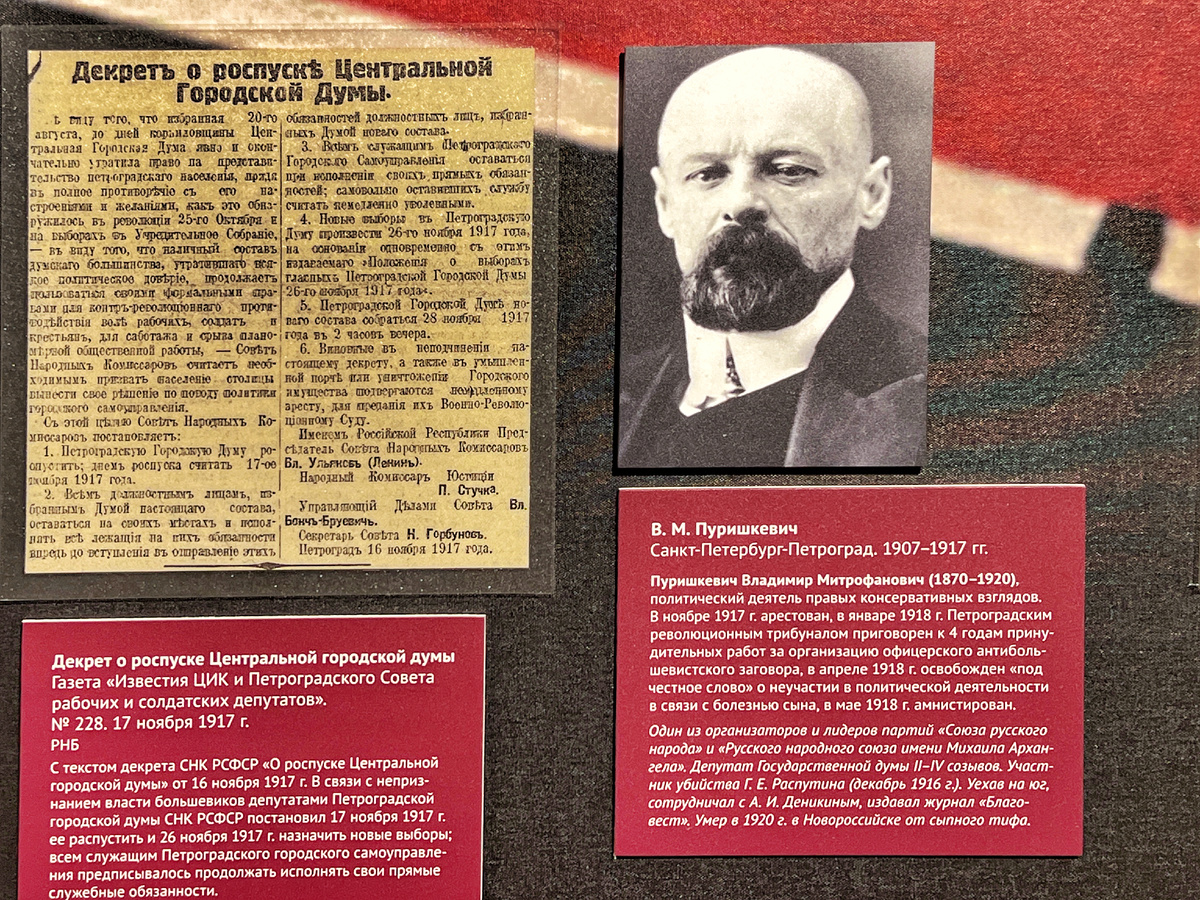 Декретъ о роспускѣ Центральной
Городской Думы.
виду того, что избранная 20-го
августа, до дней корниловщины Цен-
тральная Городская Дума явно и окон-
чательно утратила право на представи-
тельство петроградскаго населенія, придя
въ полное противорѣчіе съ его на-
строеніями и желаніями, какъ это обна-
ружилось въ революціи 25-го Октября и
на выборахъ въ Учредительное Собраніе,
— въ виду того, что наличный составъ
думскаго большинства, утратившаго вся-
кое политическое довѣріе, продолжаетъ
пользоваться своими формальными пра-
вами для контръ-революціоннаго проти-
водѣйствія волѣ рабочихъ, солдатъ и
крестьянъ, для саботажа и срыва плано-
мѣрной общественной работы, — Совѣтъ
Народныхъ Комиссаровъ считаетъ необ-
ходимымъ призвать населеніе столицы
вынести свое рѣшеніе по поводу политики
городского самоуправленія.
Съ этой цѣлью Совѣтъ Народныхъ Ко-
миссаровъ постановляетъ:
1. Петроградскую Городскую Думу ро-
спустить; днемъ роспуска считать 17-ое
ноября 1917 года.
2. Всѣмъ должностнымъ лицамъ, из-
браннымъ Думой настоящаго состава,
оставаться на своихъ мѣстахъ и испол-
нять всѣ лежащія на нихъ обязанности
впредь до вступленія въ отправленіе этихъ
обязанностей должностныхъ лицъ, избран-
ныхъ Думой новаго состава.
3. Всѣмъ служащимъ Петроградскаго
Городского Самоуправленія оставаться
при исполненіи своихъ прямыхъ обязан-
ностей; самовольно оставившихъ службу
считать немедленно уволенными.
4. Новые выборы въ Петроградскую
Думу произвести 26-го ноября 1917 года,
на основаніи одновременно съ этимъ
издаваемаго «Положенія о выборахъ
гласныхъ Петроградской Городской Думы
26-го ноября 1917 года».
5. Петроградской Городской Думѣ но-
ваго состава собраться 28 ноября 1917
года въ 2 часовъ вечера.
6. Виновные въ неподчиненіи на-
стоящему декрету, а также въ умышлен-
ной порчѣ или уничтоженіи Городского
имущества подвергаются немедленному
аресту, для преданія ихъ Военно-Револю-
ціонному Суду.
Именемъ Россійской Республики Пред-
сѣдатель Совѣта Народныхъ Комиссаровъ
Вл. Ульяновъ (Ленинъ).
Народный Комиссаръ Юстиціи
П. Стучка.
Управляющій Дѣлами Совѣта Вл.
Бончъ-Бруевичъ.
Секретарь Совѣта Н. Горбуновъ.
Петроградъ 16 ноября 1917 года.
Декрет о роспуске Центральной городской думы
Газета «Известия ЦИК и Петроградского Совета
рабочих и солдатских депутатов».
№ 228. 17 ноября 1917 г.
РНБ
С текстом декрета СНК РСФСР «О роспуске Центральной
городской думы» от 16 ноября 1917 г. В связи с неприз-
нанием власти большевиков депутатами Петроградской
городской думы СНК РСФСР постановил 17 ноября 1917 г.
ее распустить и 26 ноября 1917 г. назначить новые выборы;
всем служащим Петроградского городского самоуправле-
ния предписывалось продолжать исполнять свои прямые
служебные обязанности.
В. М. Пуришкевич
Санкт-Петербург-Петроград. 1907–1917 гг.
Пуришкевич Владимир Митрофанович (1870–1920),
политический деятель правых консервативных взглядов.
В ноябре 1917 г. арестован, в январе 1918 г. Петроградским
революционным трибуналом приговорен к 4 годам прину-
дительных работ за организацию офицерского антиболь-
шевистского заговора, в апреле 1918 г. освобожден «под
честное слово» о неучастии в политической деятельности
в связи с болезнью сына, в мае 1918 г. амнистирован.
Один из организаторов и лидеров партий «Союза русского
народа» и «Русского народного союза имени Михаила Архан-
гела». Депутат Государственной думы II–IV созывов. Участ-
ник убийства Г. Е. Распутина (декабрь 1916 г.). Уехав на юг,
сотрудничал с А. И. Деникиным, издавал журнал «Благо-
вест». Умер в 1920 г. в Новороссийске от сыпного тифа.